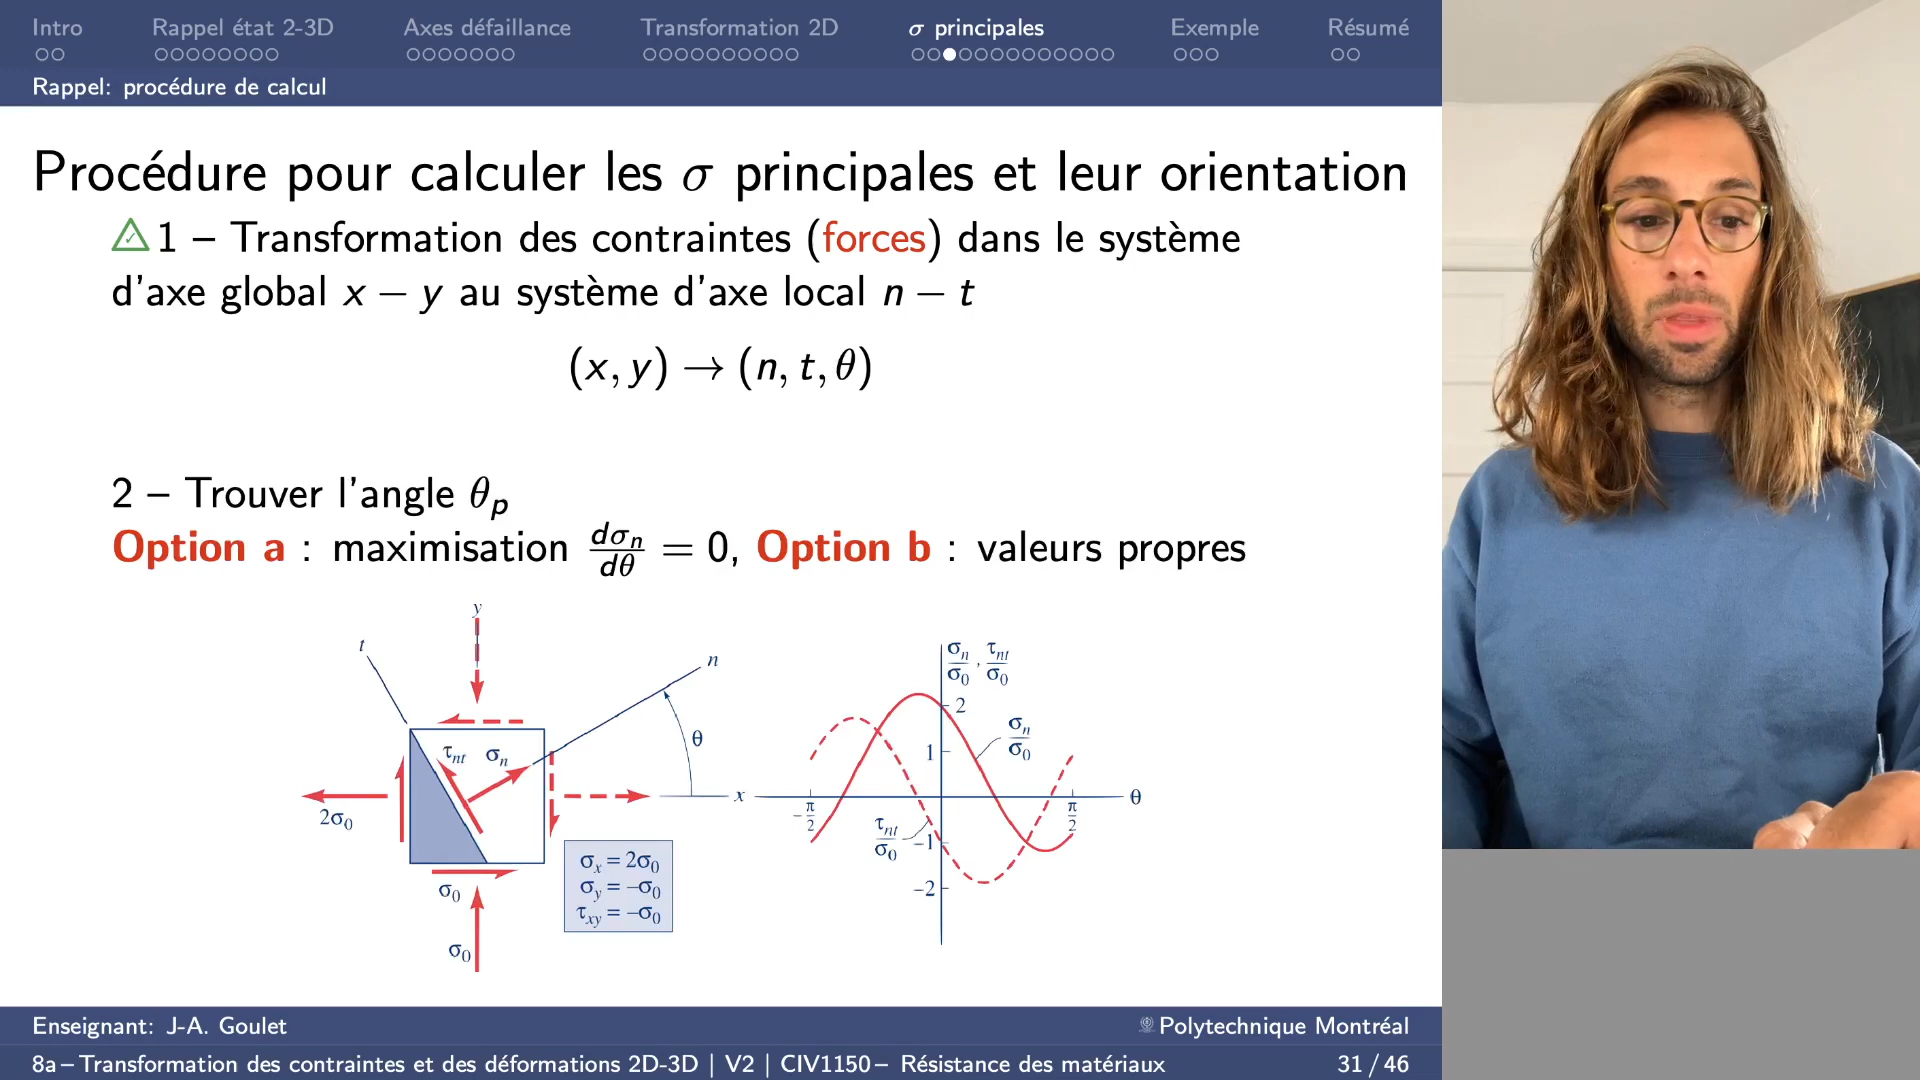 Intro Rappel état 2-3D Axes défaillance Transformation 2D σ principales Exemple Résumé
Rappel: procédure de calcul
Procédure pour calculer les σ principales et leur orientation
1 – Transformation des contraintes (forces) dans le système
d'axe global x − y au système d'axe local n − t
(x, y) → (n, t, θ)
2 – Trouver l'angle θp
Option a : maximisation dσn/dθ = 0, Option b : valeurs propres
y
t
n
θ
τnt σn
x
2σ0
σ0
σ0
σx = 2σ0
σy = −σ0
τxy = −σ0
σn/σ0 , τnt/σ0
2
σn/σ0
1
−π/2
π/2
θ
τnt/σ0
−1
−2
Enseignant: J-A. Goulet Polytechnique Montréal
8a – Transformation des contraintes et des déformations 2D-3D | V2 | CIV1150 – Résistance des matériaux 31 / 46